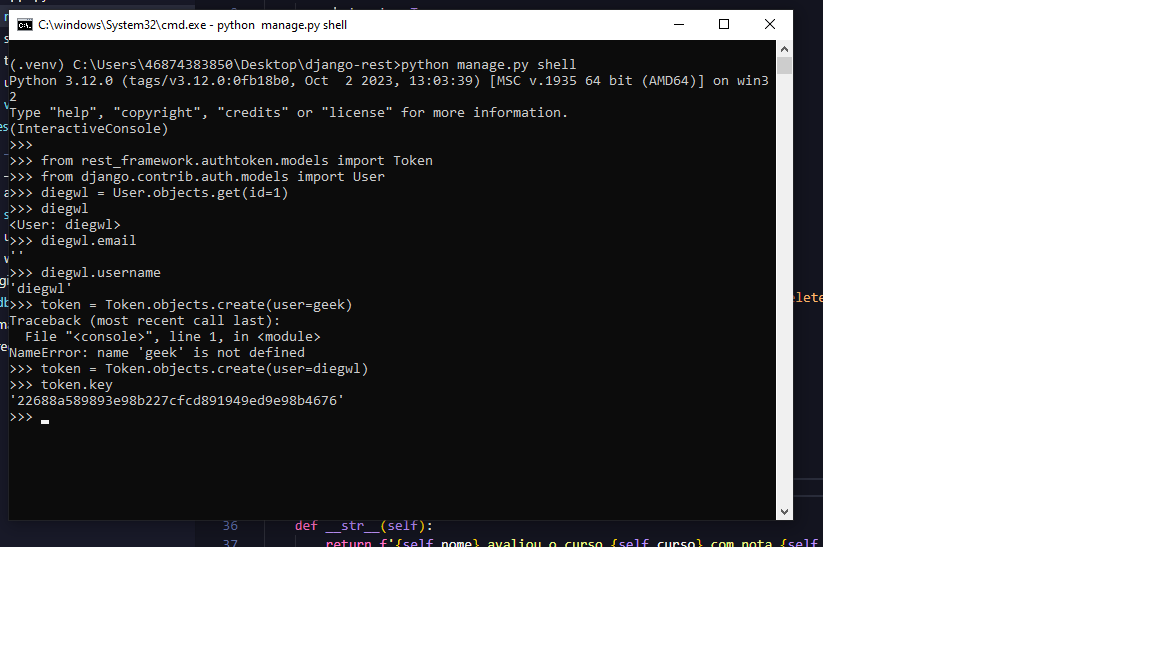 C:\windows\System32\cmd.exe - python  manage.py shell
(.venv) C:\Users\46874383850\Desktop\django-rest>python manage.py shell
Python 3.12.0 (tags/v3.12.0:0fb18b0, Oct  2 2023, 13:03:39) [MSC v.1935 64 bit (AMD64)] on win3
2
Type "help", "copyright", "credits" or "license" for more information.
(InteractiveConsole)
>>>
>>> from rest_framework.authtoken.models import Token
>>> from django.contrib.auth.models import User
>>> diegwl = User.objects.get(id=1)
>>> diegwl
<User: diegwl>
>>> diegwl.email
''
>>> diegwl.username
'diegwl'
>>> token = Token.objects.create(user=geek)
Traceback (most recent call last):
  File "<console>", line 1, in <module>
NameError: name 'geek' is not defined
>>> token = Token.objects.create(user=diegwl)
>>> token.key
'22688a589893e98b227cfcd891949ed9e98b4676'
>>>
36 def __str__(self):
37 return f'{self.nome} avaliou o curso {self.curso} com nota {self